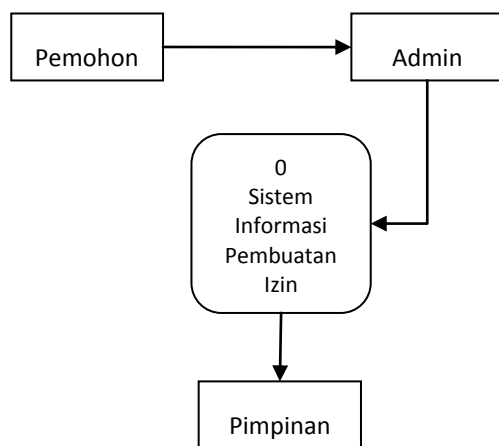 Pemohon
Admin
0
Sistem
Informasi
Pembuatan
Izin
Pimpinan